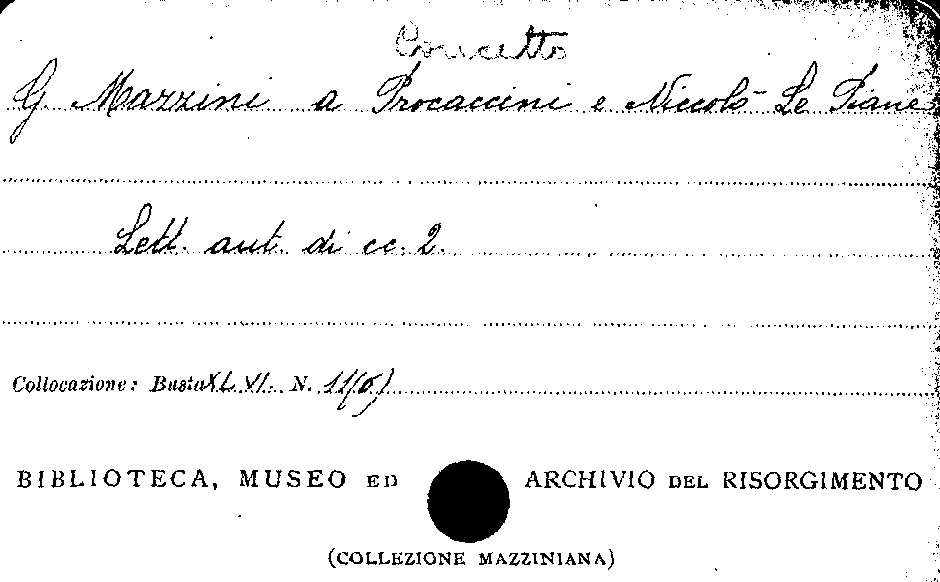 Concetto
G. Mazzini a Procaccini e Niccolò Le Piane
Lett. aut. di cc. 2.
Collocazione: Busta XLVI. N. 11(6)
BIBLIOTECA, MUSEO ED ARCHIVIO DEL RISORGIMENTO
(COLLEZIONE MAZZINIANA)